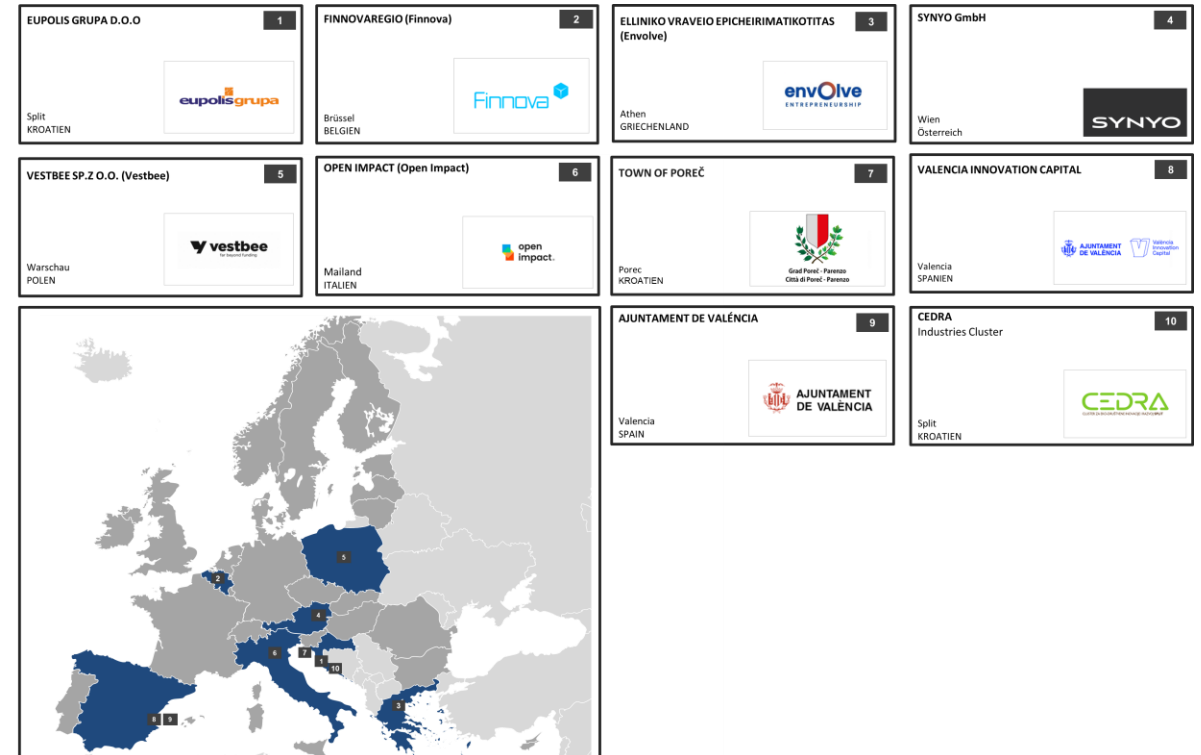 EUPOLIS GRUPA D.O.O
1
eupolisgrupa
Split
KROATIEN
FINNOVAREGIO (Finnova)
2
Finnova
Brüssel
BELGIEN
ELLINIKO VRAVEIO EPICHEIRIMATIKOTITAS
(Envolve)
3
envOlve
ENTREPRENEURSHIP
Athen
GRIECHENLAND
SYNYO GmbH
4
SYNYO
Wien
Österreich
VESTBEE SP.Z O.O. (Vestbee)
5
vestbee
far beyond funding
Warschau
POLEN
OPEN IMPACT (Open Impact)
6
open
impact.
Mailand
ITALIEN
TOWN OF POREČ
7
Grad Poreč - Parenzo
Città di Poreč - Parenzo
Porec
KROATIEN
VALENCIA INNOVATION CAPITAL
8
AJUNTAMENT
DE VALÈNCIA
València
Innovation
Capital
Valencia
SPANIEN
AJUNTAMENT DE VALÉNCIA
9
AJUNTAMENT
DE VALÈNCIA
Valencia
SPAIN
CEDRA
Industries Cluster
10
CEDRA
Split
KROATIEN
5
2
4
6
7
1
10
3
8
9